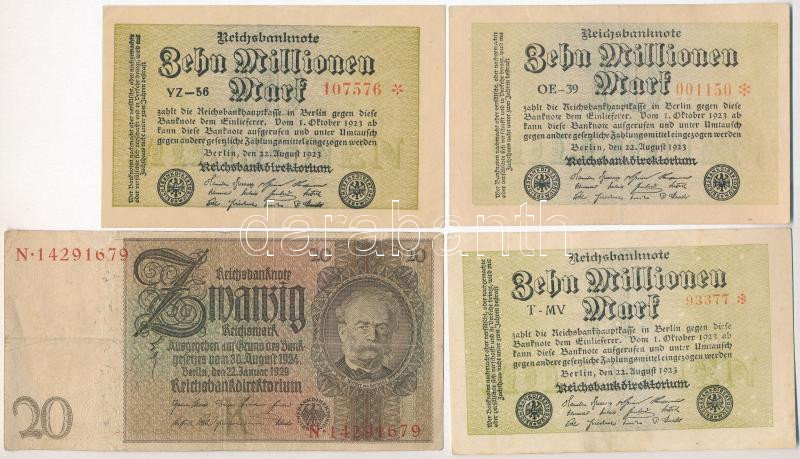 Reichsbanknote
Zehn Millionen
Mark
YZ-56
107576 *
zahlt die Reichsbankhauptkasse in Berlin gegen diese
Banknote dem Einlieferer. Vom 1. Oktober 1923 ab
kann diese Banknote aufgerufen und unter Umtausch
gegen andere gesetzliche Zahlungsmittel eingezogen werden
Berlin, den 22. August 1923
Reichsbankdirektorium
Reichsbanknote
Zehn Millionen
Mark
OE-39
001150 *
zahlt die Reichsbankhauptkasse in Berlin gegen diese
Banknote dem Einlieferer. Vom 1. Oktober 1923 ab
kann diese Banknote aufgerufen und unter Umtausch
gegen andere gesetzliche Zahlungsmittel eingezogen werden
Berlin, den 22. August 1923
Reichsbankdirektorium
darabanth
N·14291679
20
20
Reichsbanknote
Zwanzig
Reichsmark
Ausgegeben auf Grund des Bank-
gesetzes vom 30. August 1924
Berlin, den 22. Januar 1929
Reichsbankdirektorium
20
N·14291679
Reichsbanknote
Zehn Millionen
Mark
T-MV
93377 *
zahlt die Reichsbankhauptkasse in Berlin gegen diese
Banknote dem Einlieferer. Vom 1. Oktober 1923 ab
kann diese Banknote aufgerufen und unter Umtausch
gegen andere gesetzliche Zahlungsmittel eingezogen werden
Berlin, den 22. August 1923
Reichsbankdirektorium